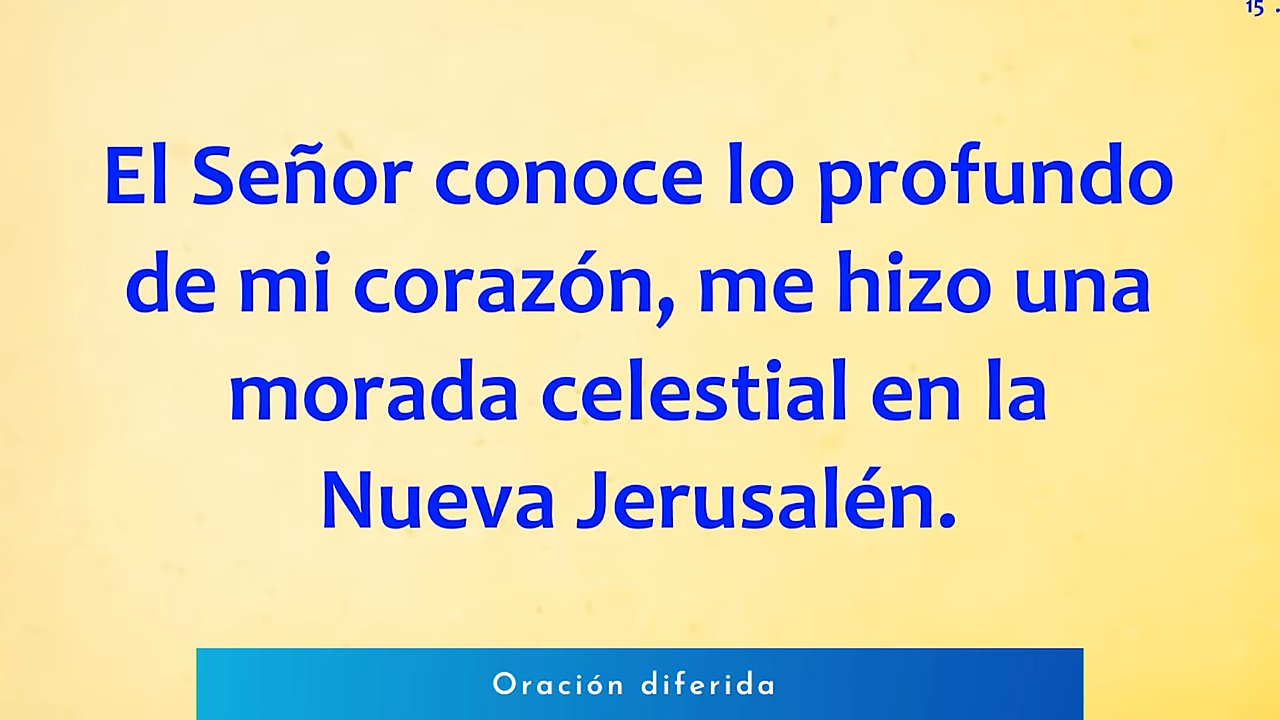 15 .
El Señor conoce lo profundo
de mi corazón, me hizo una
morada celestial en la
Nueva Jerusalén.
Oración diferida